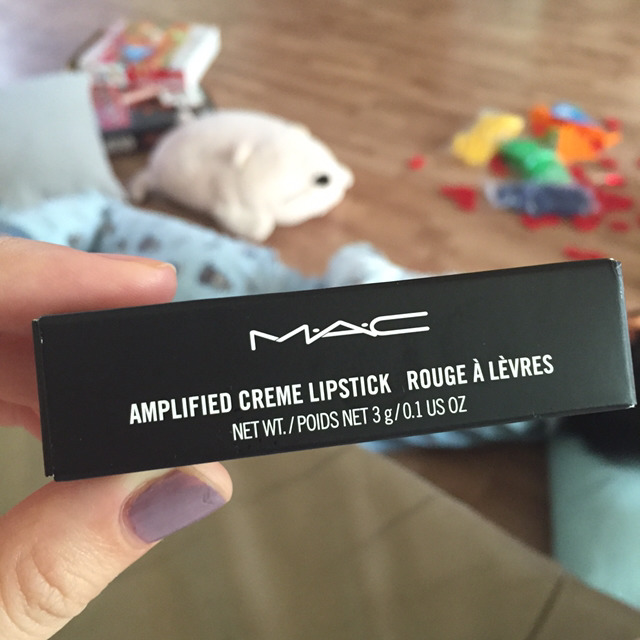 M·A·C
AMPLIFIED CREME LIPSTICK ROUGE À LÈVRES
NET WT. / POIDS NET 3 g / 0.1 US OZ